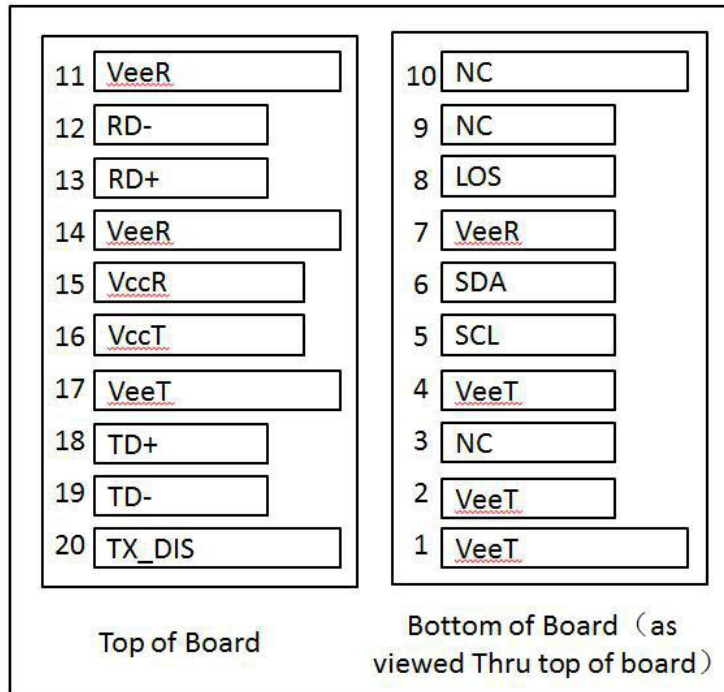 11 VeeR
12 RD-
13 RD+
14 VeeR
15 VccR
16 VccT
17 VeeT
18 TD+
19 TD-
20 TX_DIS
Top of Board
10 NC
9 NC
8 LOS
7 VeeR
6 SDA
5 SCL
4 VeeT
3 NC
2 VeeT
1 VeeT
Bottom of Board（as
viewed Thru top of board）